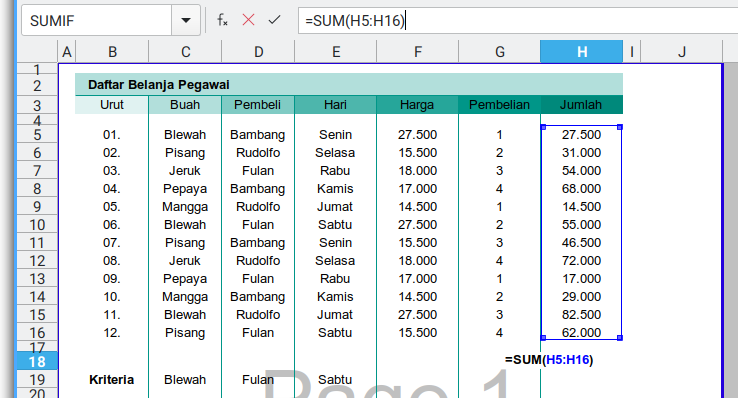 SUMIF fx =SUM(H5:H16)
A B C D E F G H I J
1
2 Daftar Belanja Pegawai
3 Urut Buah Pembeli Hari Harga Pembelian Jumlah
4
5 01. Blewah Bambang Senin 27.500 1 27.500
6 02. Pisang Rudolfo Selasa 15.500 2 31.000
7 03. Jeruk Fulan Rabu 18.000 3 54.000
8 04. Pepaya Bambang Kamis 17.000 4 68.000
9 05. Mangga Rudolfo Jumat 14.500 1 14.500
10 06. Blewah Fulan Sabtu 27.500 2 55.000
11 07. Pisang Bambang Senin 15.500 3 46.500
12 08. Jeruk Rudolfo Selasa 18.000 4 72.000
13 09. Pepaya Fulan Rabu 17.000 1 17.000
14 10. Mangga Bambang Kamis 14.500 2 29.000
15 11. Blewah Rudolfo Jumat 27.500 3 82.500
16 12. Pisang Fulan Sabtu 15.500 4 62.000
17
18 =SUM(H5:H16)
19 Kriteria Blewah Fulan Sabtu
20
Page 1